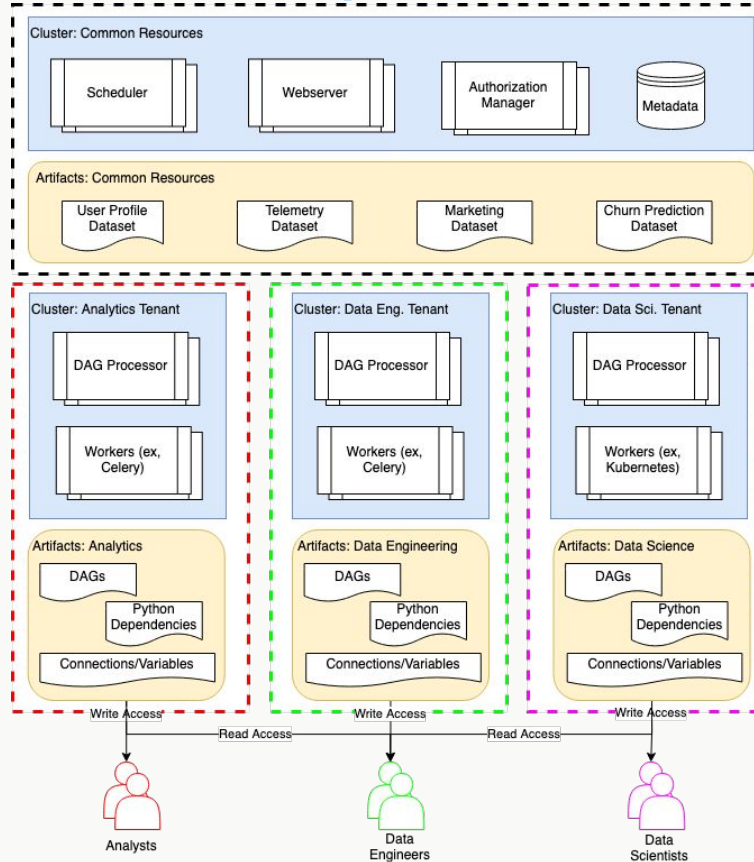 Cluster: Common Resources
Scheduler
Webserver
Authorization
Manager
Metadata
Artifacts: Common Resources
User Profile
Dataset
Telemetry
Dataset
Marketing
Dataset
Churn Prediction
Dataset
Cluster: Analytics Tenant
DAG Processor
Workers (ex,
Celery)
Artifacts: Analytics
DAGs
Python
Dependencies
Connections/Variables
Cluster: Data Eng. Tenant
DAG Processor
Workers (ex,
Celery)
Artifacts: Data Engineering
DAGs
Python
Dependencies
Connections/Variables
Cluster: Data Sci. Tenant
DAG Processor
Workers (ex,
Kubernetes)
Artifacts: Data Science
DAGs
Python
Dependencies
Connections/Variables
Write Access
Write Access
Write Access
Read Access
Read Access
Analysts
Data
Engineers
Data
Scientists